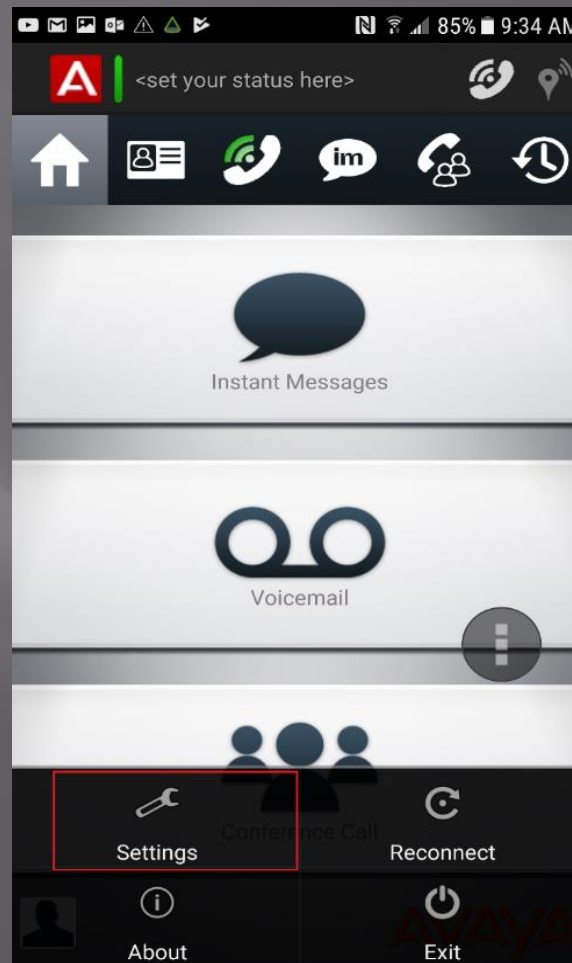 85% 9:34 AM
A <set your status here>
im
Instant Messages
Voicemail
Conference Call
Settings Reconnect
About Exit
AVAYA